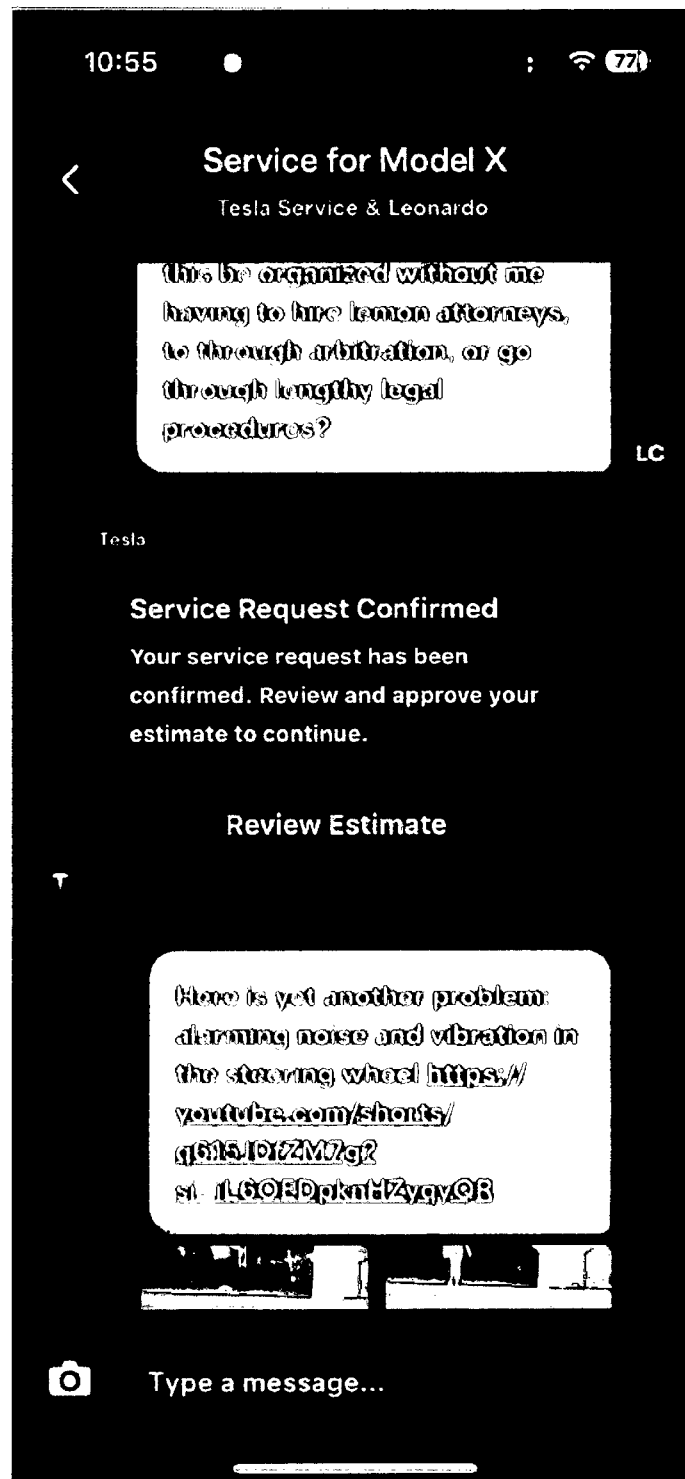 10:55
77
Service for Model X
Tesla Service & Leonardo
this be organized without me
having to hire lemon attorneys,
to through arbitration, or go
through lengthy legal
procedures?
LC
Tesla
Service Request Confirmed
Your service request has been
confirmed. Review and approve your
estimate to continue.
Review Estimate
Here is yet another problem:
alarming noise and vibration in
the steering wheel https://
youtube.com/shorts/
Type a message...